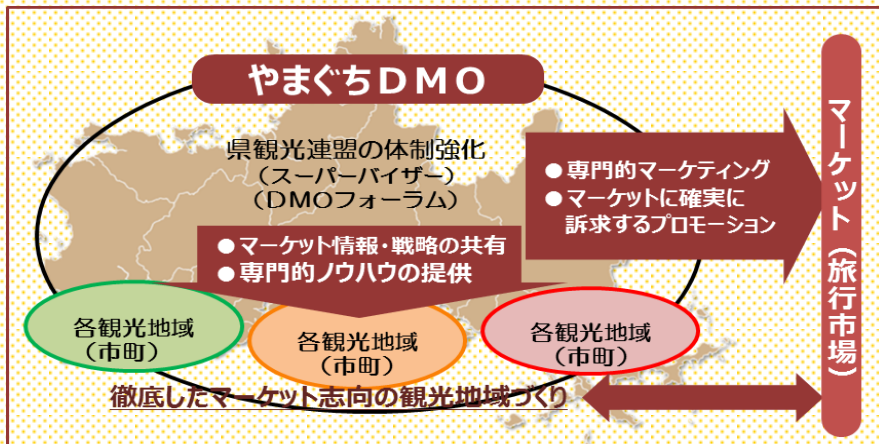 やまぐちDMO
県観光連盟の体制強化
（スーパーバイザー）
（DMOフォーラム）
●マーケット情報・戦略の共有
●専門的ノウハウの提供
●専門的マーケティング
●マーケットに確実に
訴求するプロモーション
各観光地域
（市町）
各観光地域
（市町）
各観光地域
（市町）
徹底したマーケット志向の観光地域づくり
マーケット（旅行市場）